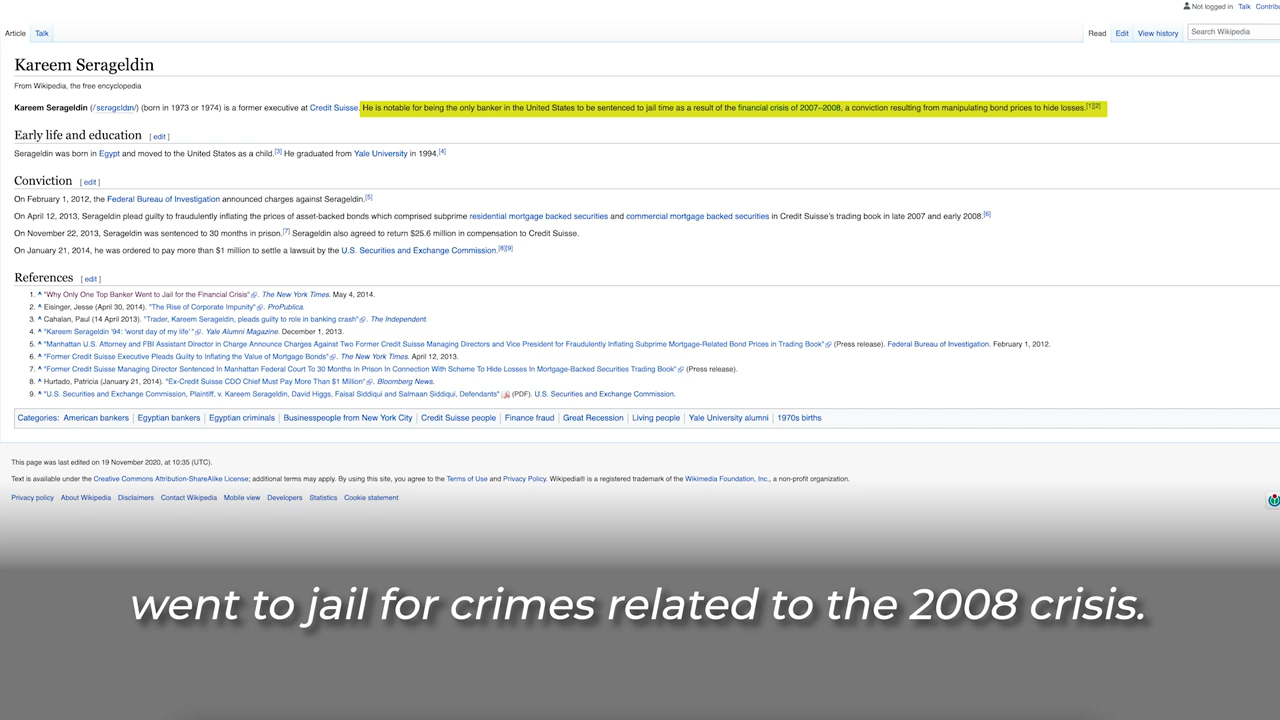 Not logged in Talk
Article Talk Read Edit View history Search Wikipedia
Kareem Serageldin
From Wikipedia, the free encyclopedia
Kareem Serageldin (/ˈsɛrəɡɛldɪn/) (born in 1973 or 1974) is a former executive at Credit Suisse. He is notable for being the only banker in the United States to be sentenced to jail time as a result of the financial crisis of 2007–2008, a conviction resulting from manipulating bond prices to hide losses.[1][2]
Early life and education [ edit ]
Serageldin was born in Egypt and moved to the United States as a child.[3] He graduated from Yale University in 1994.[4]
Conviction [ edit ]
On February 1, 2012, the Federal Bureau of Investigation announced charges against Serageldin.[5]
On April 12, 2013, Serageldin plead guilty to fraudulently inflating the prices of asset-backed bonds which comprised subprime residential mortgage backed securities and commercial mortgage backed securities in Credit Suisse's trading book in late 2007 and early 2008.[6]
On November 22, 2013, Serageldin was sentenced to 30 months in prison.[7] Serageldin also agreed to return $25.6 million in compensation to Credit Suisse.
On January 21, 2014, he was ordered to pay more than $1 million to settle a lawsuit by the U.S. Securities and Exchange Commission.[8][9]
References [ edit ]
1. ^ "Why Only One Top Banker Went to Jail for the Financial Crisis". The New York Times. May 4, 2014.
2. ^ Eisinger, Jesse (April 30, 2014). "The Rise of Corporate Impunity". ProPublica.
3. ^ Cahalan, Paul (14 April 2013). "Trader, Kareem Serageldin, pleads guilty to role in banking crash". The Independent.
4. ^ "Kareem Serageldin '94: 'worst day of my life' ". Yale Alumni Magazine. December 1, 2013.
5. ^ "Manhattan U.S. Attorney and FBI Assistant Director in Charge Announce Charges Against Two Former Credit Suisse Managing Directors and Vice President for Fraudulently Inflating Subprime Mortgage-Related Bond Prices in Trading Book" (Press release). Federal Bureau of Investigation. February 1, 2012.
6. ^ "Former Credit Suisse Executive Pleads Guilty to Inflating the Value of Mortgage Bonds". The New York Times. April 12, 2013.
7. ^ "Former Credit Suisse Managing Director Sentenced In Manhattan Federal Court To 30 Months In Prison In Connection With Scheme To Hide Losses In Mortgage-Backed Securities Trading Book" (Press release).
8. ^ Hurtado, Patricia (January 21, 2014). "Ex-Credit Suisse CDO Chief Must Pay More Than $1 Million". Bloomberg News.
9. ^ "U.S. Securities and Exchange Commission, Plaintiff, v. Kareem Serageldin, David Higgs, Faisal Siddiqui and Salmaan Siddiqui, Defendants" (PDF). U.S. Securities and Exchange Commission.
Categories: American bankers | Egyptian bankers | Egyptian criminals | Businesspeople from New York City | Credit Suisse people | Finance fraud | Great Recession | Living people | Yale University alumni | 1970s births
This page was last edited on 19 November 2020, at 10:35 (UTC).
Text is available under the Creative Commons Attribution-ShareAlike License; additional terms may apply. By using this site, you agree to the Terms of Use and Privacy Policy. Wikipedia® is a registered trademark of the Wikimedia Foundation, Inc., a non-profit organization.
Privacy policy About Wikipedia Disclaimers Contact Wikipedia Mobile view Developers Statistics Cookie statement
went to jail for crimes related to the 2008 crisis.